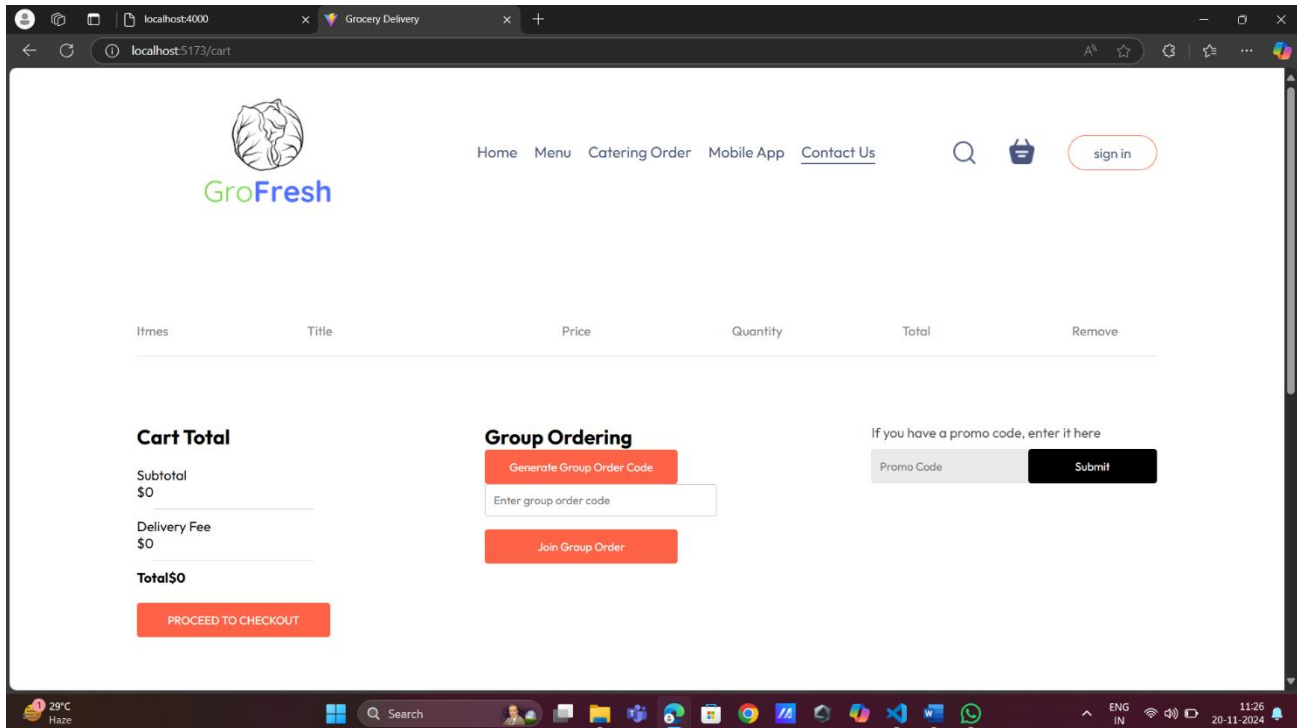 localhost:4000
Grocery Delivery
localhost:5173/cart
GroFresh
Home Menu Catering Order Mobile App Contact Us
sign in
Itmes Title Price Quantity Total Remove
Cart Total
Subtotal
$0
Delivery Fee
$0
Total$0
PROCEED TO CHECKOUT
Group Ordering
Generate Group Order Code
Enter group order code
Join Group Order
If you have a promo code, enter it here
Promo Code Submit
1
29°C
Haze
Search
ENG
IN
11:26
20-11-2024